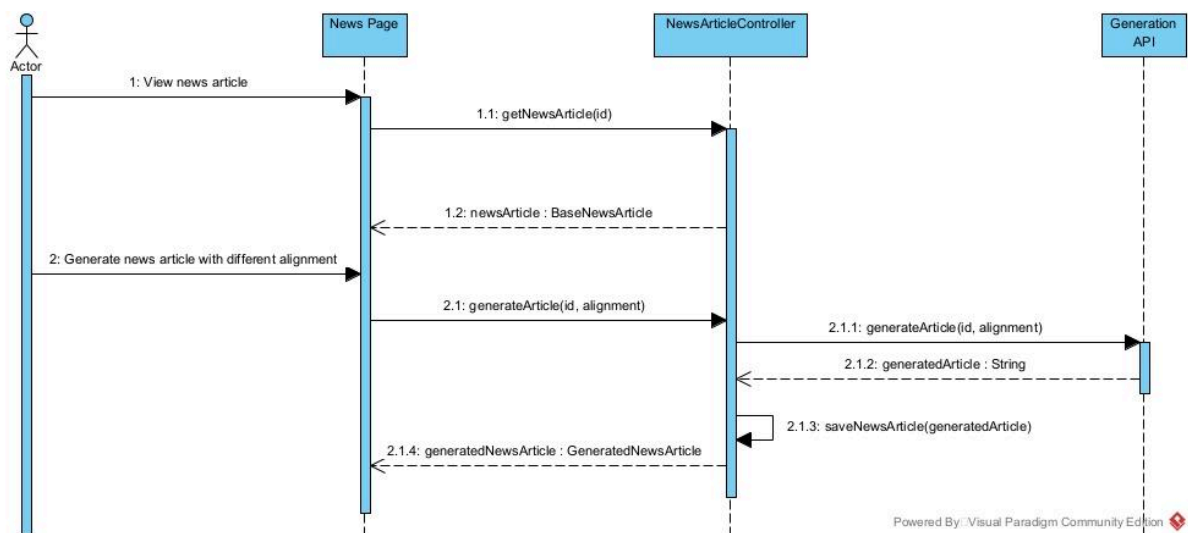 News Page
NewsArticleController
Generation
API
Actor
1: View news article
1.1: getNewsArticle(id)
1.2: newsArticle : BaseNewsArticle
2: Generate news article with different alignment
2.1: generateArticle(id, alignment)
2.1.1: generateArticle(id, alignment)
2.1.2: generatedArticle : String
2.1.3: saveNewsArticle(generatedArticle)
2.1.4: generatedNewsArticle : GeneratedNewsArticle
Powered By Visual Paradigm Community Edition